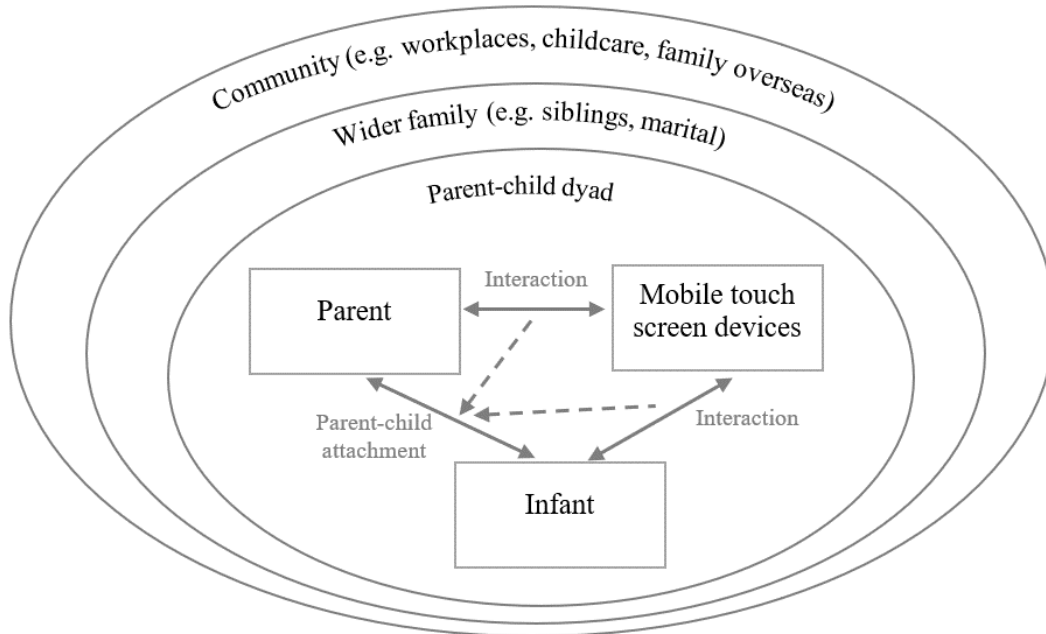 Community (e.g. workplaces, childcare, family overseas)
Wider family (e.g. siblings, marital)
Parent-child dyad
Interaction
Parent
Mobile touch
screen devices
Parent-child
attachment
Interaction
Infant